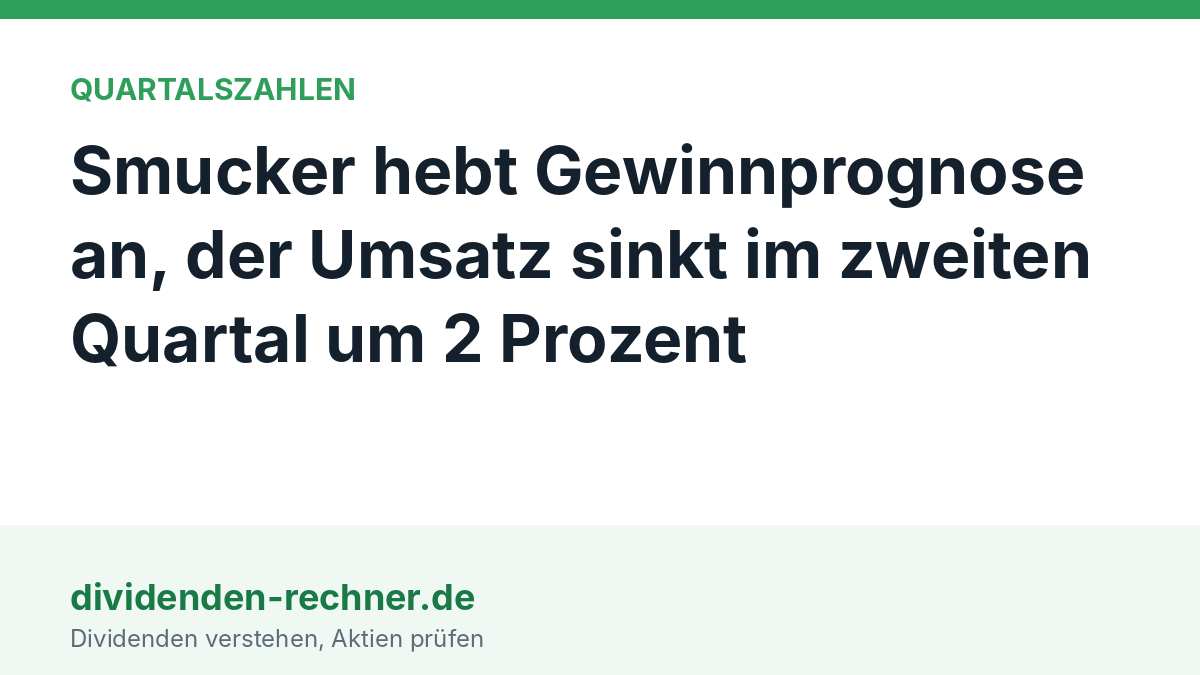 QUARTALSZAHLEN
Smucker hebt Gewinnprognose
an, der Umsatz sinkt im zweiten
Quartal um 2 Prozent
dividenden-rechner.de
Dividenden verstehen, Aktien prüfen